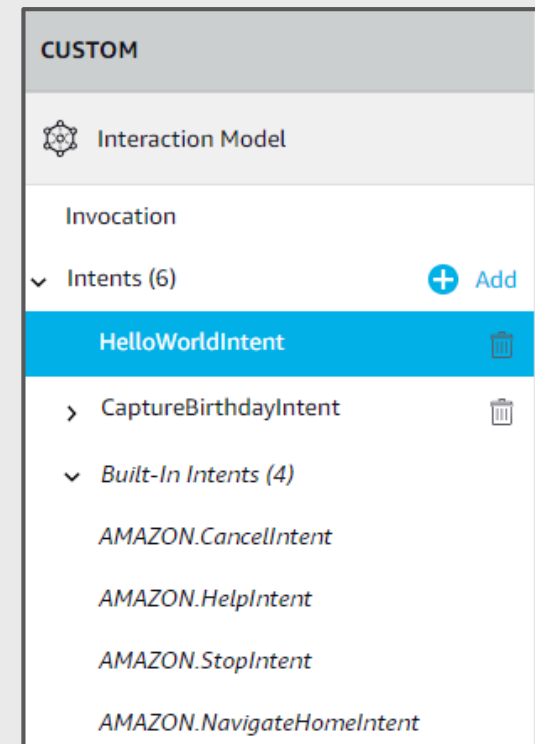 CUSTOM
Interaction Model
Invocation
Intents (6) Add
HelloWorldIntent
CaptureBirthdayIntent
Built-In Intents (4)
AMAZON.CancelIntent
AMAZON.HelpIntent
AMAZON.StopIntent
AMAZON.NavigateHomeIntent